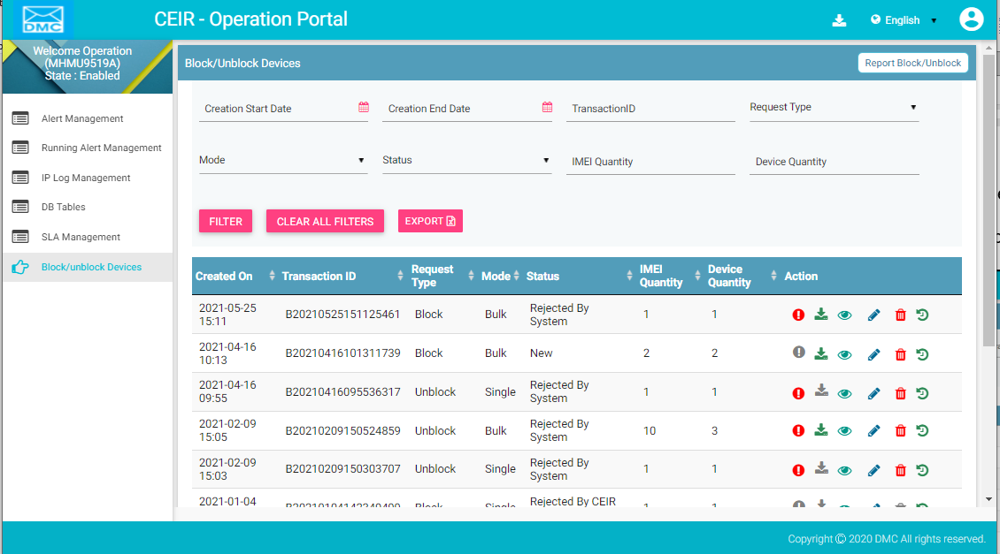 DMC
CEIR - Operation Portal
English
Welcome Operation
(MHMU9519A)
State : Enabled
Alert Management
Running Alert Management
IP Log Management
DB Tables
SLA Management
Block/unblock Devices
Block/Unblock Devices
Report Block/Unblock
Creation Start Date
Creation End Date
TransactionID
Request Type
Mode
Status
IMEI Quantity
Device Quantity
FILTER
CLEAR ALL FILTERS
EXPORT
Created On Transaction ID Request Type Mode Status IMEI Quantity Device Quantity Action
2021-05-25 15:11 B20210525151125461 Block Bulk Rejected By System 1 1
2021-04-16 10:13 B20210416101311739 Block Bulk New 2 2
2021-04-16 09:55 B20210416095536317 Unblock Single Rejected By System 1 1
2021-02-09 15:05 B20210209150524859 Unblock Bulk Rejected By System 10 3
2021-02-09 15:03 B20210209150303707 Unblock Single Rejected By System 1 1
2021-01-04 Block Single Rejected By CEIR 1 1
Copyright © 2020 DMC All rights reserved.